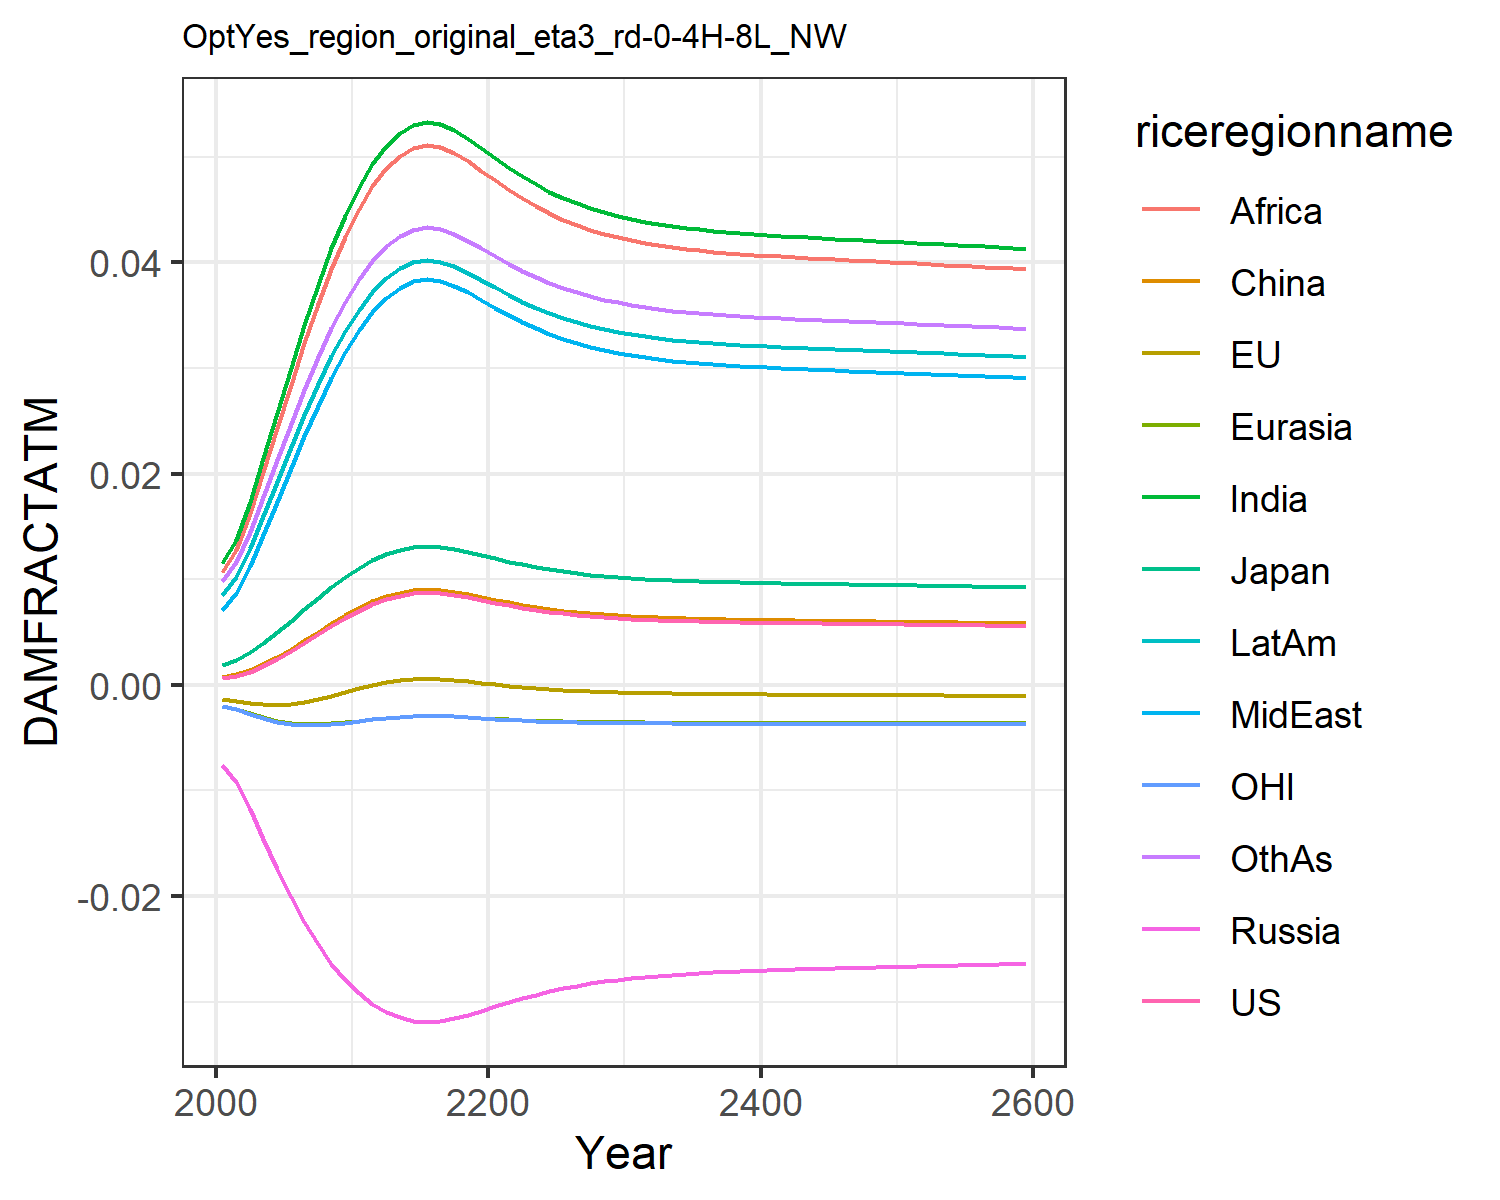 OptYes_region_original_eta3_rd-0-4H-8L_NW
DAMFRACTATM
0.04
0.02
0.00
-0.02
2000
2200
2400
2600
Year
riceregionname
Africa
China
EU
Eurasia
India
Japan
LatAm
MidEast
OHI
OthAs
Russia
US